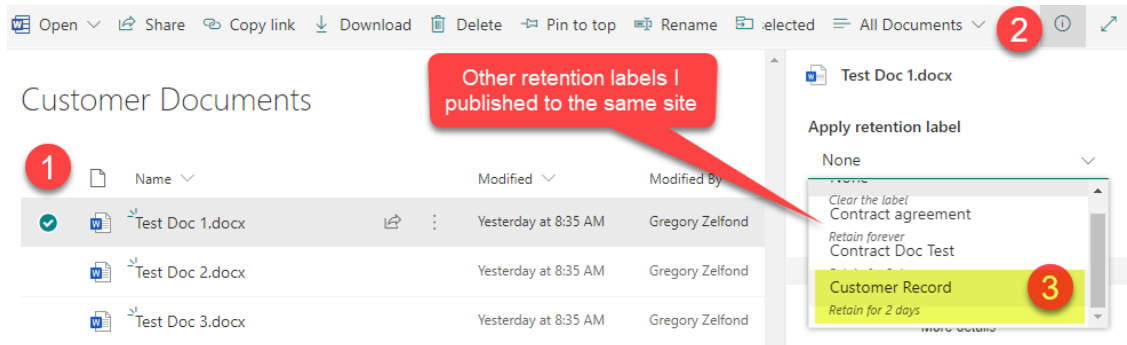 Open Share Copy link Download Delete Pin to top Rename selected All Documents 2
Customer Documents
Other retention labels I
published to the same site
1
Name Modified Modified By
Test Doc 1.docx Yesterday at 8:35 AM Gregory Zelfond
Test Doc 2.docx Yesterday at 8:35 AM Gregory Zelfond
Test Doc 3.docx Yesterday at 8:35 AM Gregory Zelfond
Test Doc 1.docx
Apply retention label
None
None
Clear the label
Contract agreement
Retain forever
Contract Doc Test
Customer Record
3
Retain for 2 days
More details